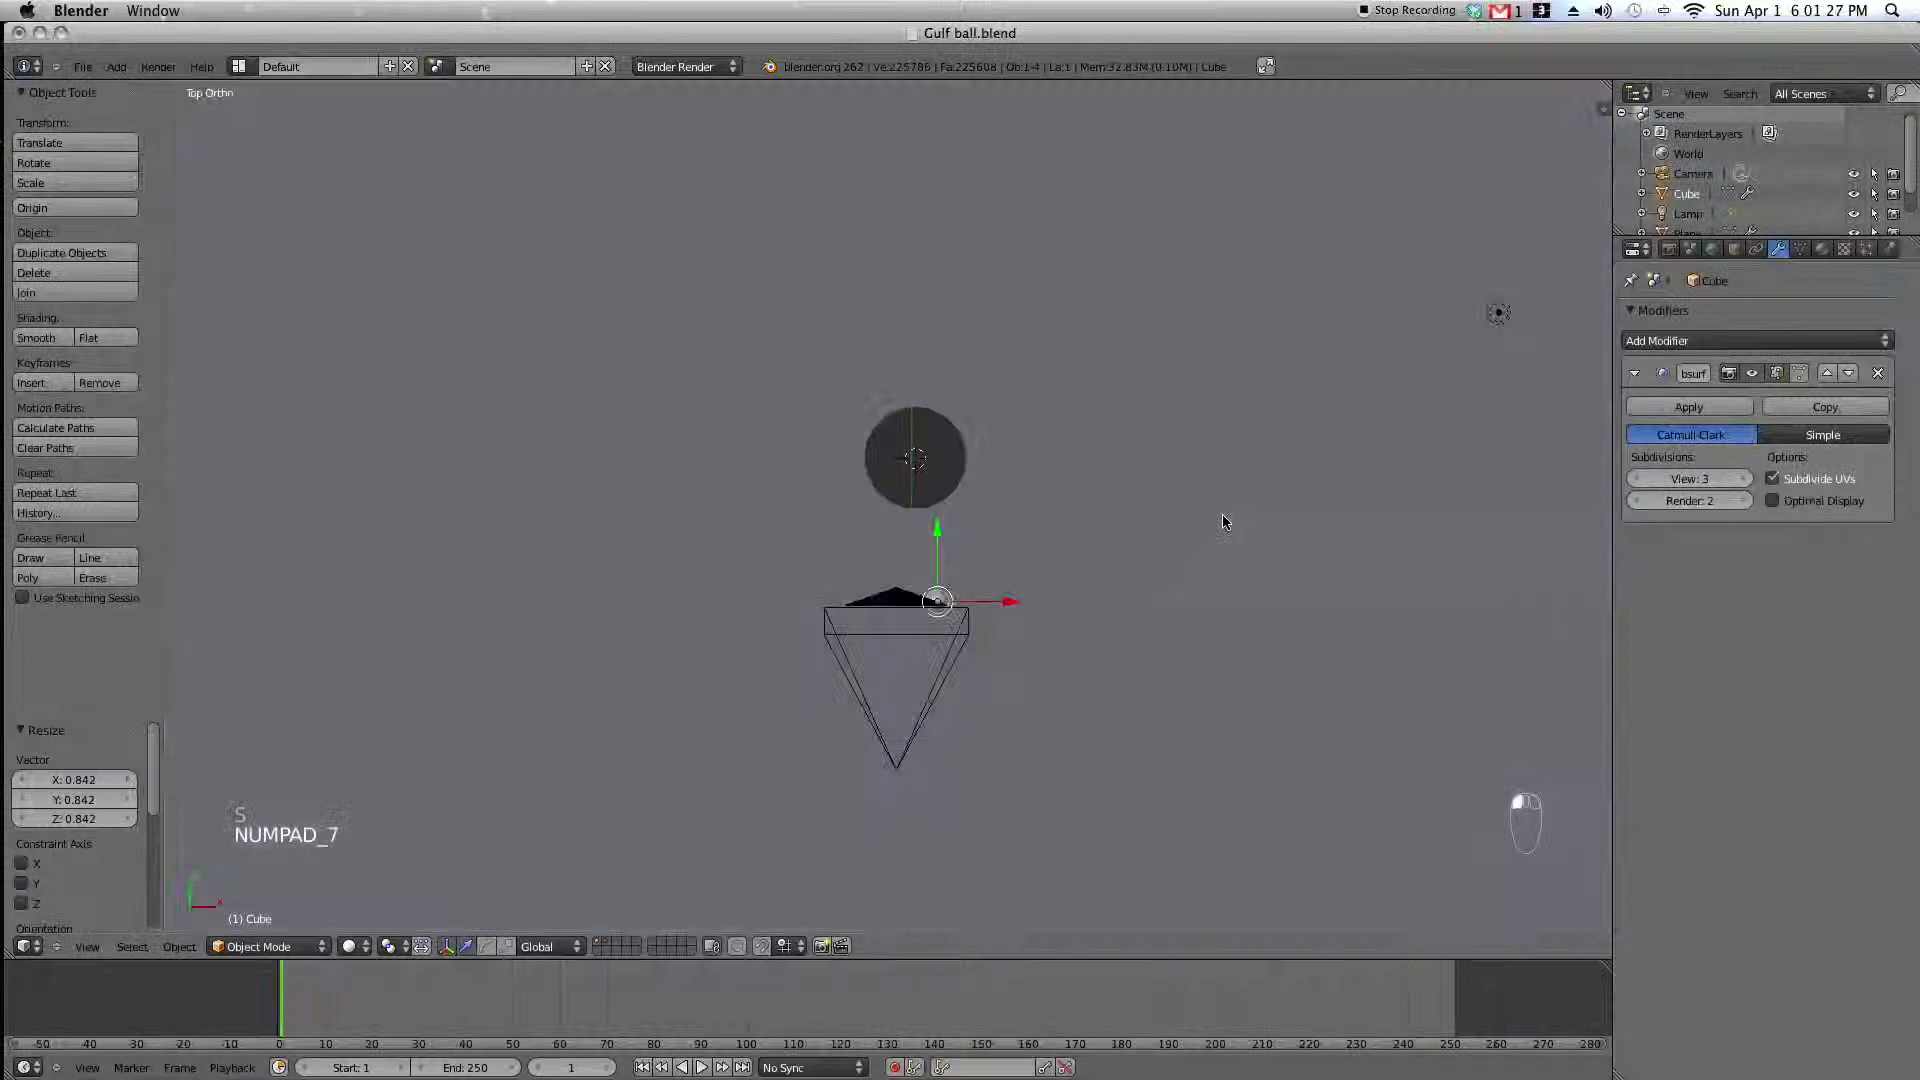 Blender Window Stop Recording 1 3 Sun Apr 1 6 01 27 PM
Gulf ball.blend
File Add Render Help Default Scene Blender Render blender.org 262 | Ve:225786 | Fa:225608 | Ob:1-4 | La:1 | Mem:32.83M (0.10M) | Cube
Object Tools
Top Ortho
View Search All Scenes
Scene
RenderLayers
World
Camera
Cube
Lamp
Plane
Transform:
Translate
Rotate
Scale
Origin
Object:
Duplicate Objects
Delete
Join
Shading:
Smooth Flat
Keyframes:
Insert Remove
Motion Paths:
Calculate Paths
Clear Paths
Repeat:
Repeat Last
History...
Grease Pencil:
Draw Line
Poly Erase
Use Sketching Sessio
Cube
Modifiers
Add Modifier
bsurf
Apply Copy
Catmull-Clark Simple
Subdivisions: Options:
View: 3 Subdivide UVs
Render: 2 Optimal Display
Resize
Vector
X: 0.842
Y: 0.842
Z: 0.842
Constraint Axis
X
Y
Z
Orientation
S
NUMPAD_7
x
(1) Cube
View Select Object Object Mode Global
-50 -40 -30 -20 -10 0 10 20 30 40 50 60 70 80 90 100 110 120 130 140 150 160 170 180 190 200 210 220 230 240 250 260 270 280
View Marker Frame Playback Start: 1 End: 250 1 No Sync